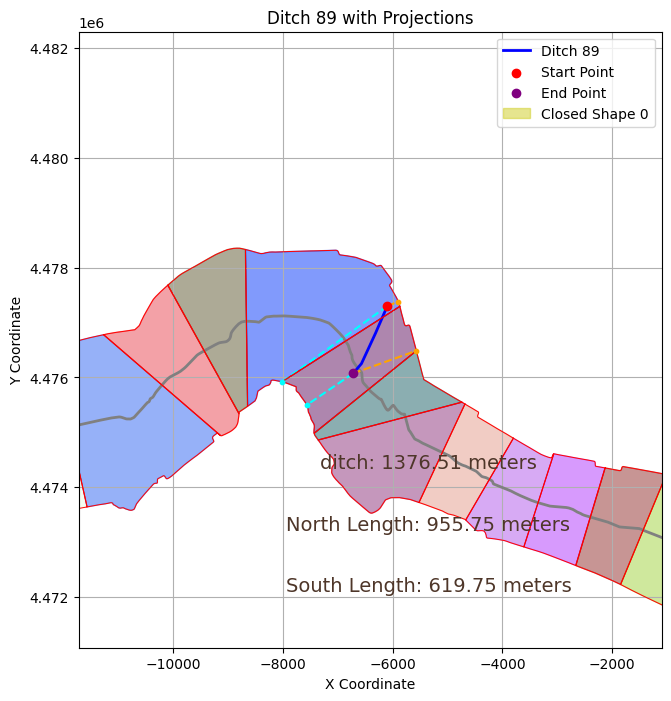 Ditch 89 with Projections
1e6
Ditch 89
Start Point
End Point
Closed Shape 0
4.482
4.480
4.478
4.476
4.474
4.472
Y Coordinate
ditch: 1376.51 meters
North Length: 955.75 meters
South Length: 619.75 meters
−10000 −8000 −6000 −4000 −2000
X Coordinate